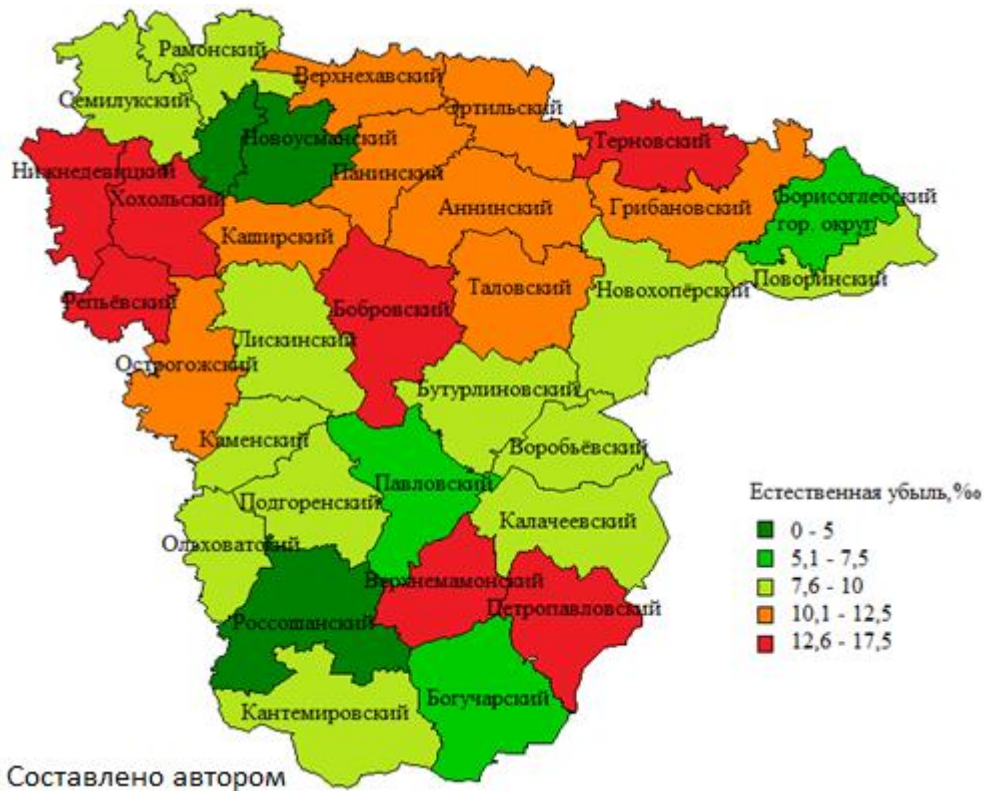 Рамонский
Верхнехавский
Семилукский
Эртильский
Новоусманский
Терновский
Нижнедевицкий
Панинский
Хохольский
Аннинский
Грибановский
Борисоглебский
гор. округ
Каширский
Поворинский
Таловский
Новохопёрский
Репьёвский
Бобровский
Лискинский
Острогожский
Бутурлиновский
Каменский
Воробьёвский
Павловский
Подгоренский
Калачеевский
Ольховатский
Верхнемамонский
Петропавловский
Россошанский
Богучарский
Кантемировский
Естественная убыль,‰
0 - 5
5,1 - 7,5
7,6 - 10
10,1 - 12,5
12,6 - 17,5
Составлено автором